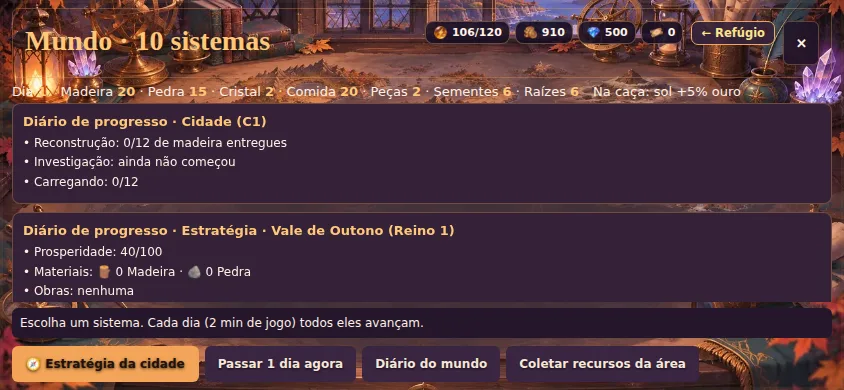 Mundo · 10 sistemas
106/120 910 500 0 ← Refúgio ×
Dia 1 · Madeira 20 · Pedra 15 · Cristal 2 · Comida 20 · Peças 2 · Sementes 6 · Raízes 6 Na caça: sol +5% ouro
Diário de progresso · Cidade (C1)
• Reconstrução: 0/12 de madeira entregues
• Investigação: ainda não começou
• Carregando: 0/12
Diário de progresso · Estratégia · Vale de Outono (Reino 1)
• Prosperidade: 40/100
• Materiais: 0 Madeira · 0 Pedra
• Obras: nenhuma
Escolha um sistema. Cada dia (2 min de jogo) todos eles avançam.
Estratégia da cidade Passar 1 dia agora Diário do mundo Coletar recursos da área